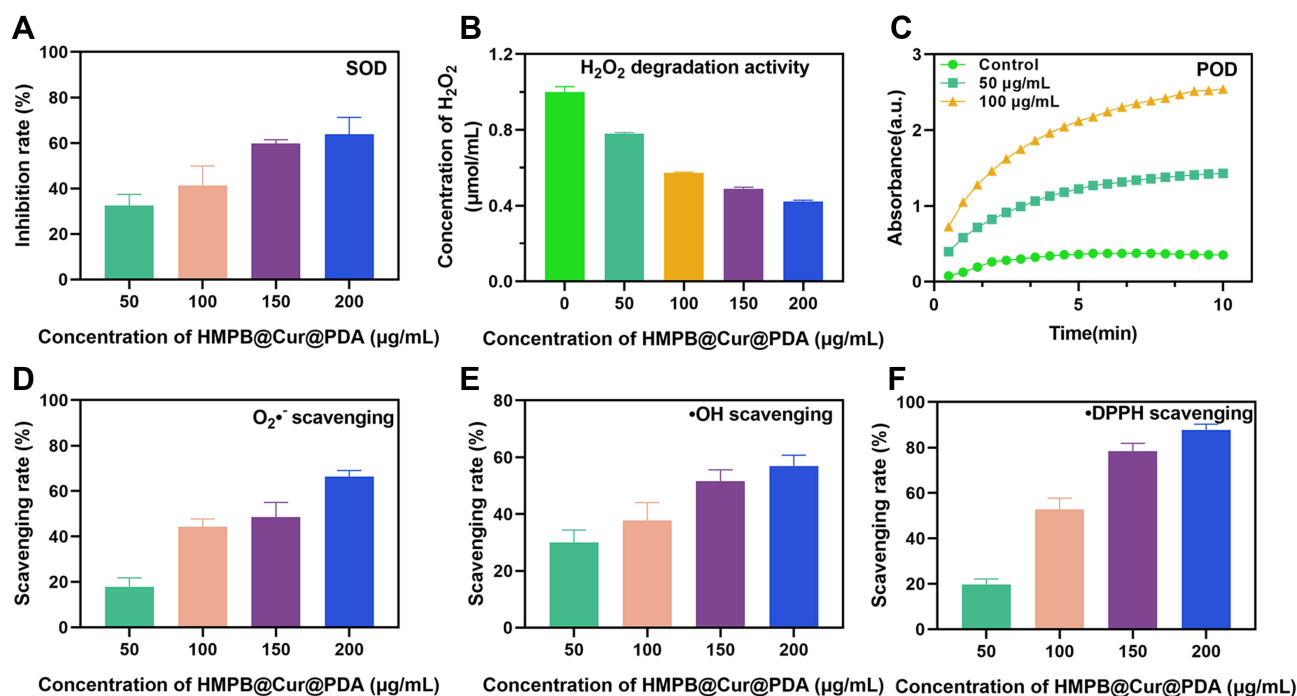 A
SOD
Inhibition rate (%)
100
80
60
40
20
0
50 100 150 200
Concentration of HMPB@Cur@PDA (μg/mL)
B
H₂O₂ degradation activity
Concentration of H₂O₂
(μmol/mL)
1.2
0.8
0.4
0.0
0 50 100 150 200
Concentration of HMPB@Cur@PDA (μg/mL)
C
POD
Control
50 μg/mL
100 μg/mL
Absorbance(a.u.)
3
2
1
0
0 5 10
Time(min)
D
O₂•⁻ scavenging
Scavenging rate (%)
100
80
60
40
20
0
50 100 150 200
Concentration of HMPB@Cur@PDA (μg/mL)
E
•OH scavenging
Scavenging rate (%)
80
60
40
20
0
50 100 150 200
Concentration of HMPB@Cur@PDA (μg/mL)
F
•DPPH scavenging
Scavenging rate (%)
100
80
60
40
20
0
50 100 150 200
Concentration of HMPB@Cur@PDA (μg/mL)